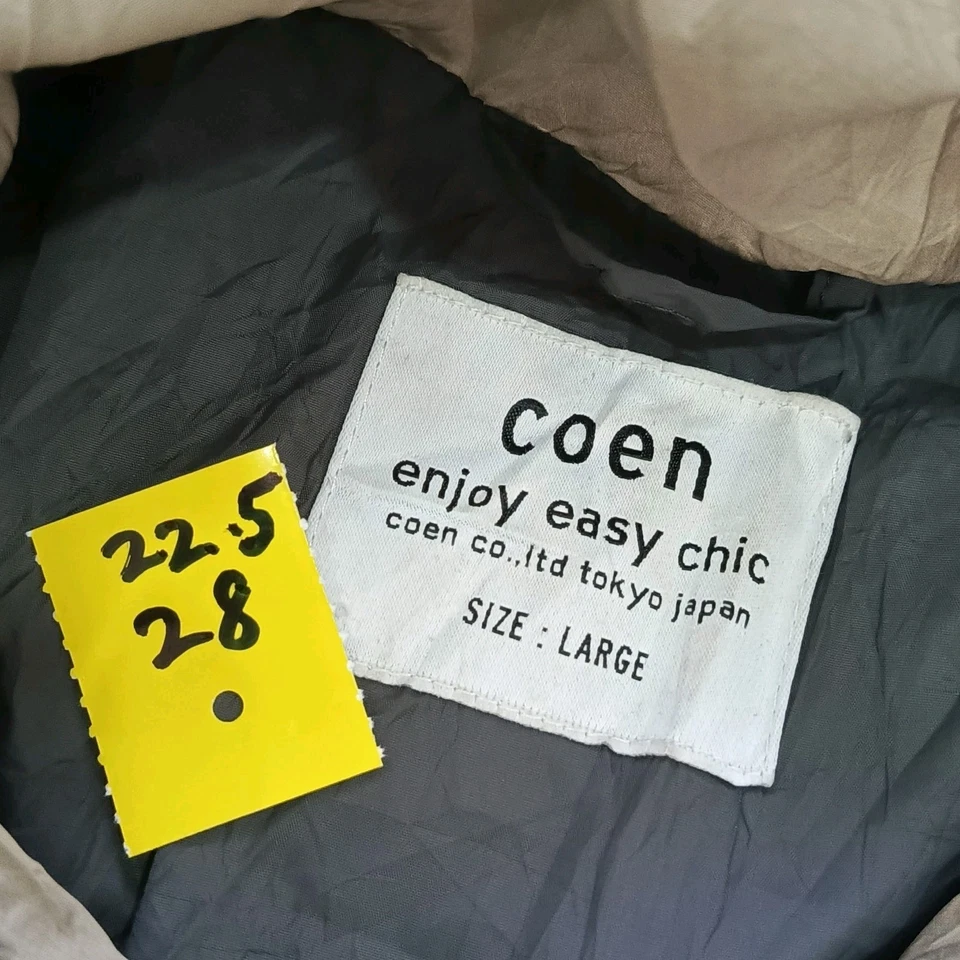 coen
enjoy easy chic
coen co.,ltd tokyo japan
SIZE : LARGE
22.5
28